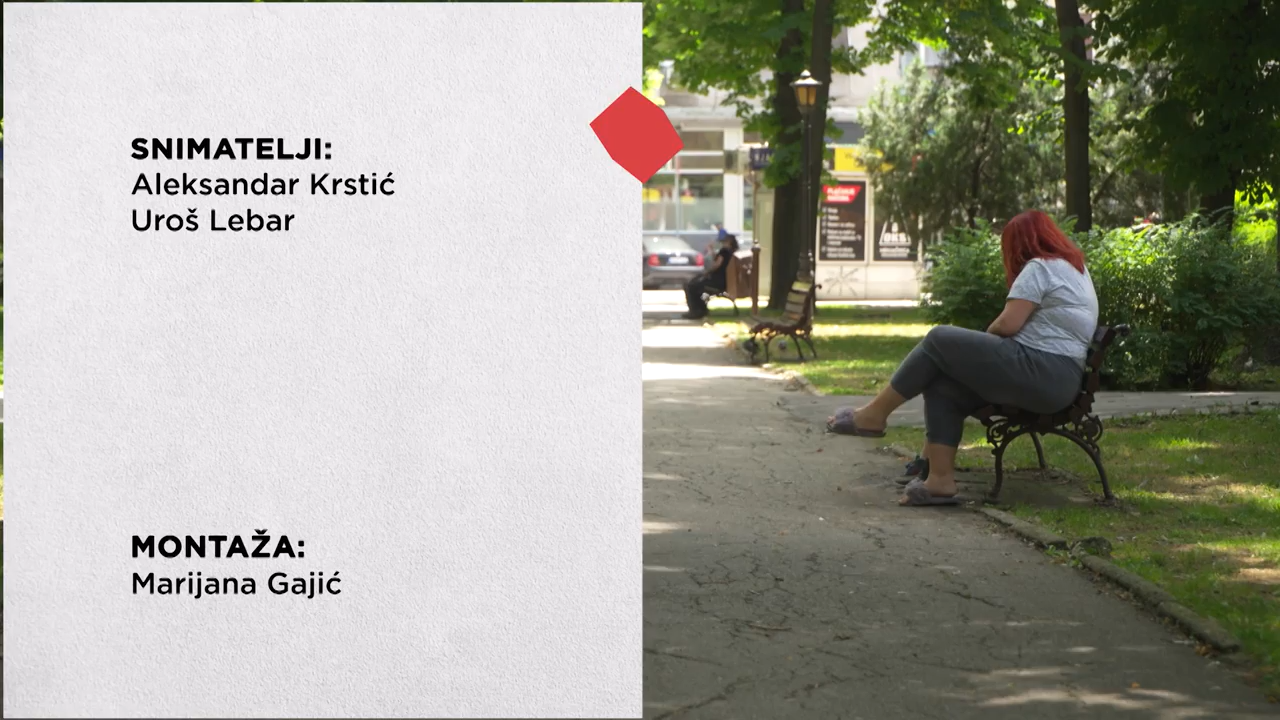 SNIMATELJI:
Aleksandar Krstić
Uroš Lebar
MONTAŽA:
Marijana Gajić